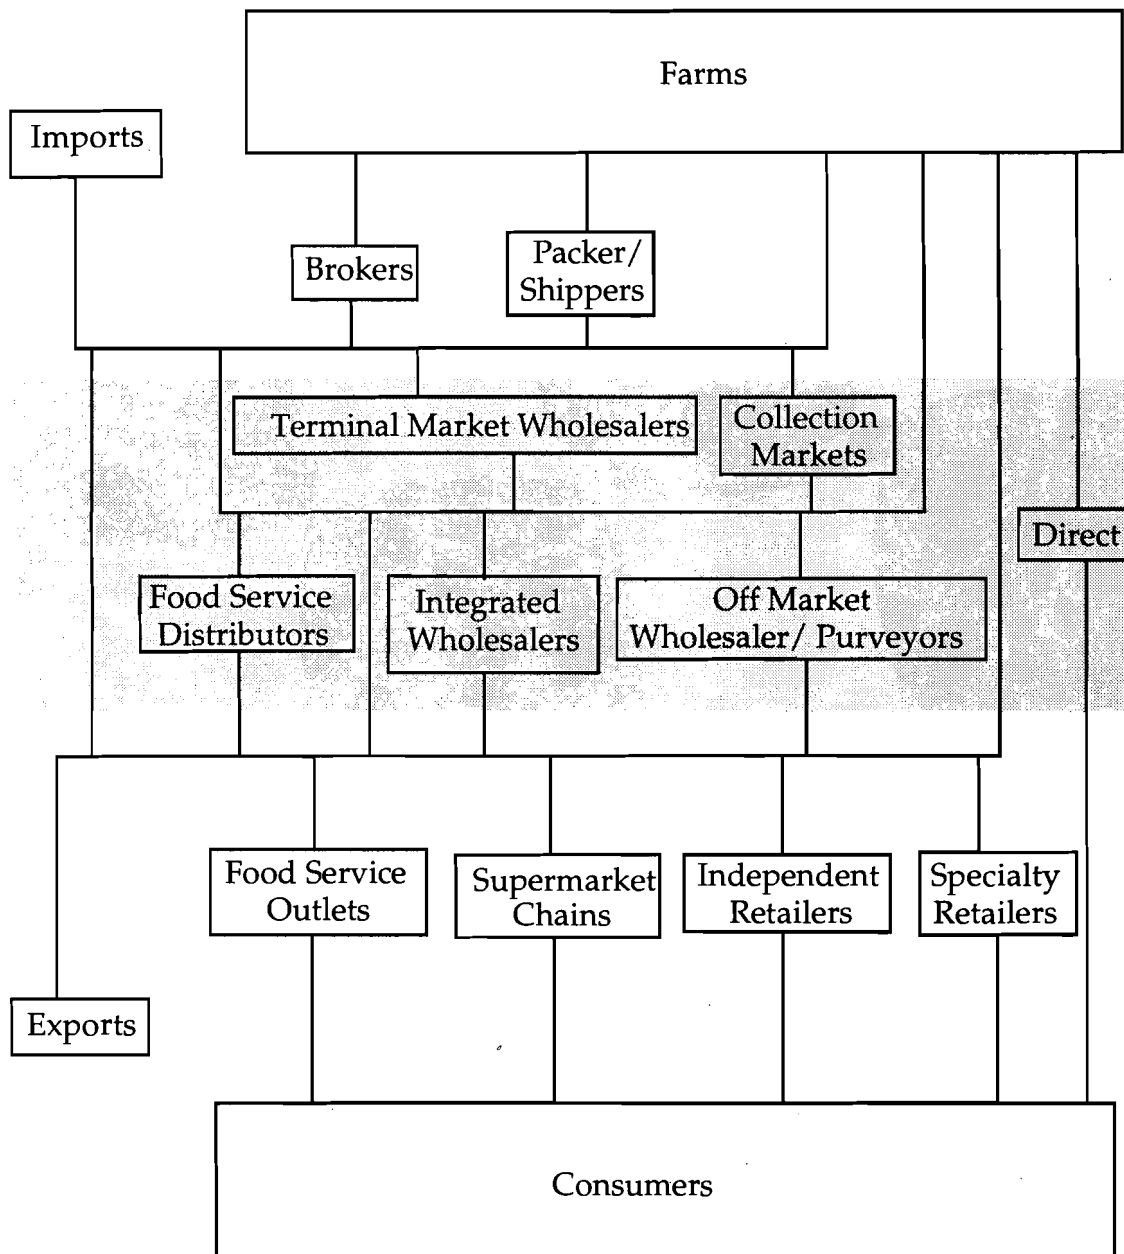 Farms
Imports
Brokers
Packer/
Shippers
Terminal Market Wholesalers
Collection
Markets
Direct
Food Service
Distributors
Integrated
Wholesalers
Off Market
Wholesaler/ Purveyors
Food Service
Outlets
Supermarket
Chains
Independent
Retailers
Specialty
Retailers
Exports
Consumers